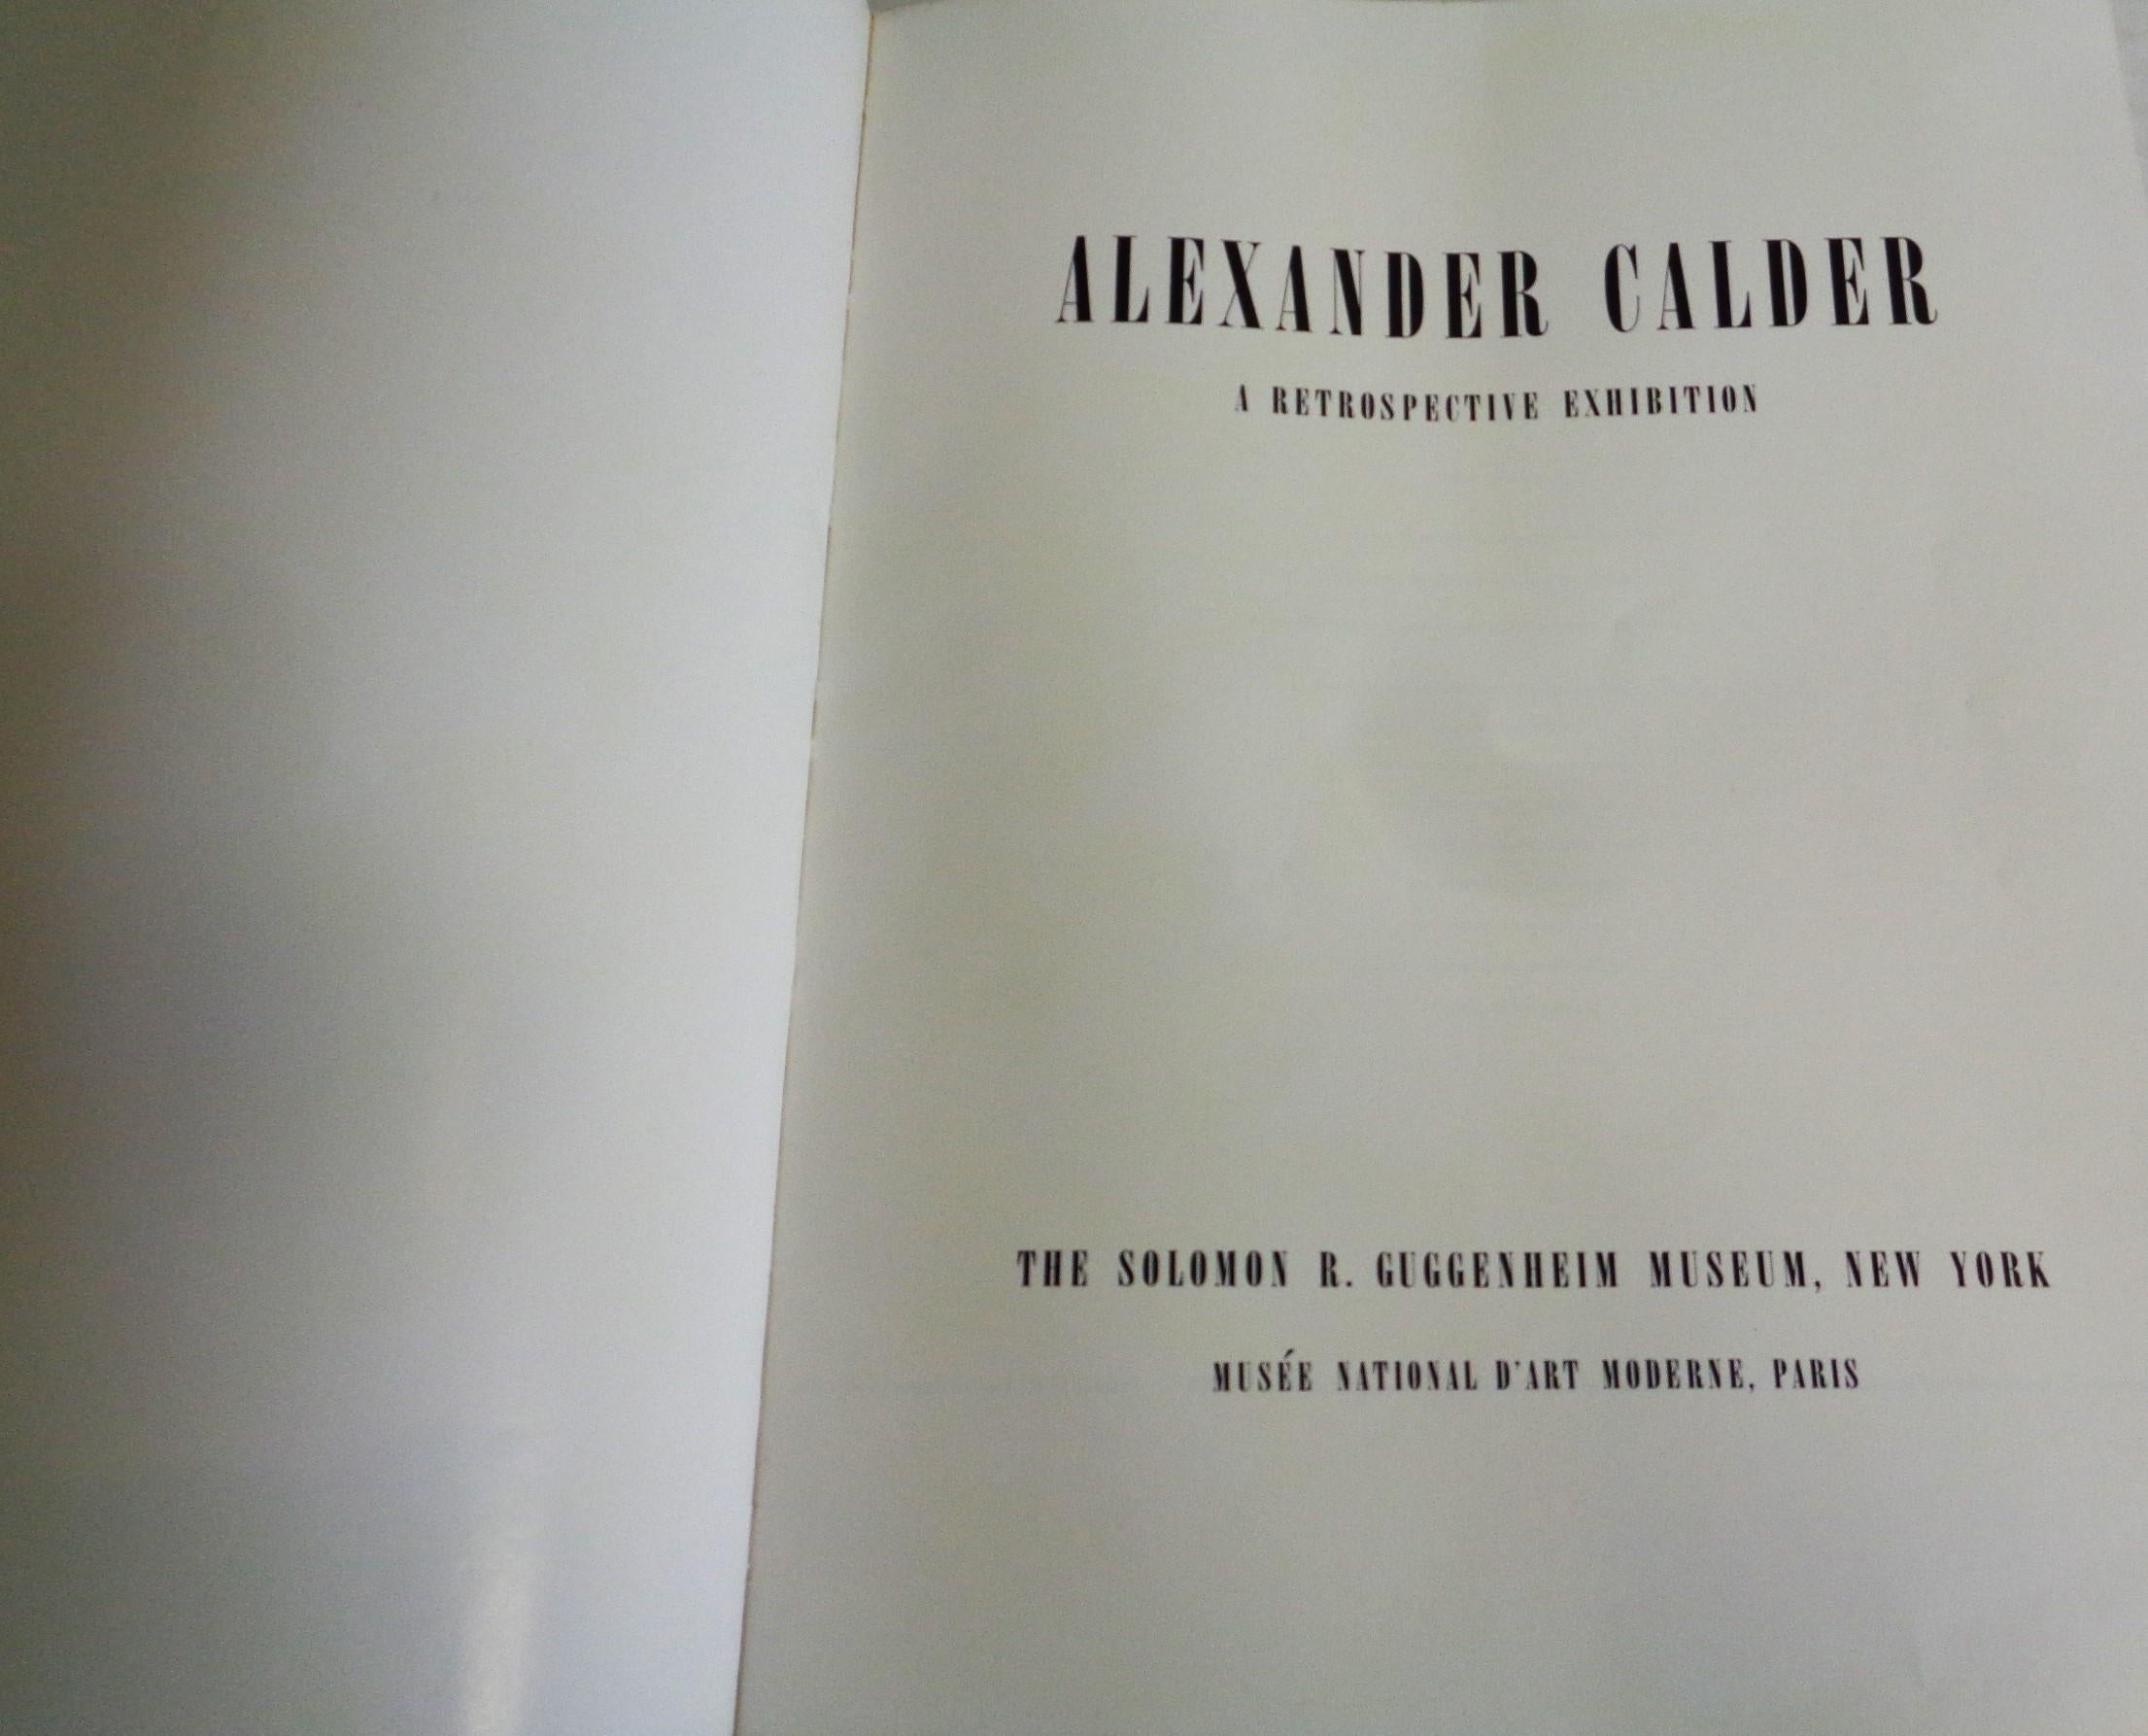 ALEXANDER CALDER
A RETROSPECTIVE EXHIBITION
THE SOLOMON R. GUGGENHEIM MUSEUM, NEW YORK
MUSÉE NATIONAL D'ART MODERNE, PARIS